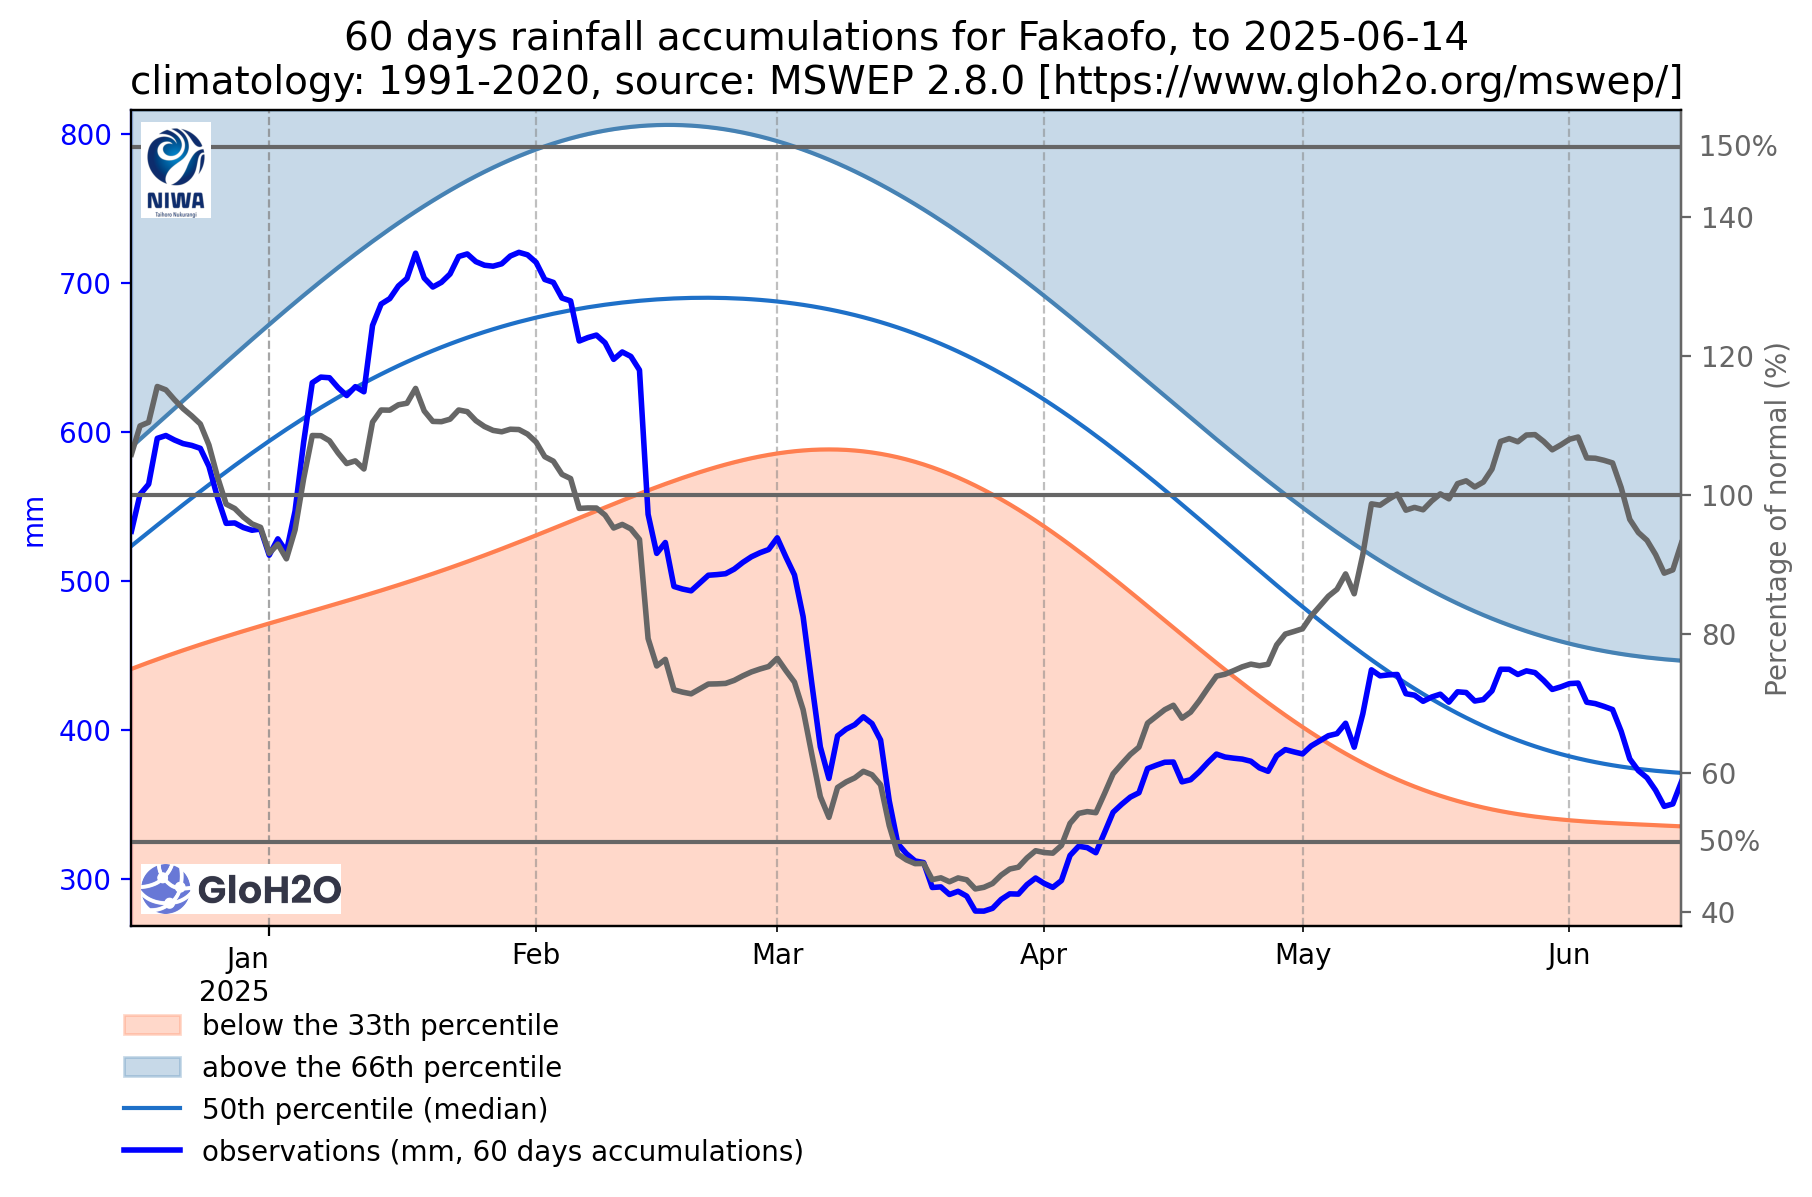 60 days rainfall accumulations for Fakaofo, to 2025-06-14
climatology: 1991-2020, source: MSWEP 2.8.0 [https://www.gloh2o.org/mswep/]
800
700
600
500
400
300
mm
150%
140
120
100
80
60
50%
40
Percentage of normal (%)
NIWA
Taihoro Nukurangi
GloH2O
Jan
2025
Feb
Mar
Apr
May
Jun
below the 33th percentile
above the 66th percentile
50th percentile (median)
observations (mm, 60 days accumulations)